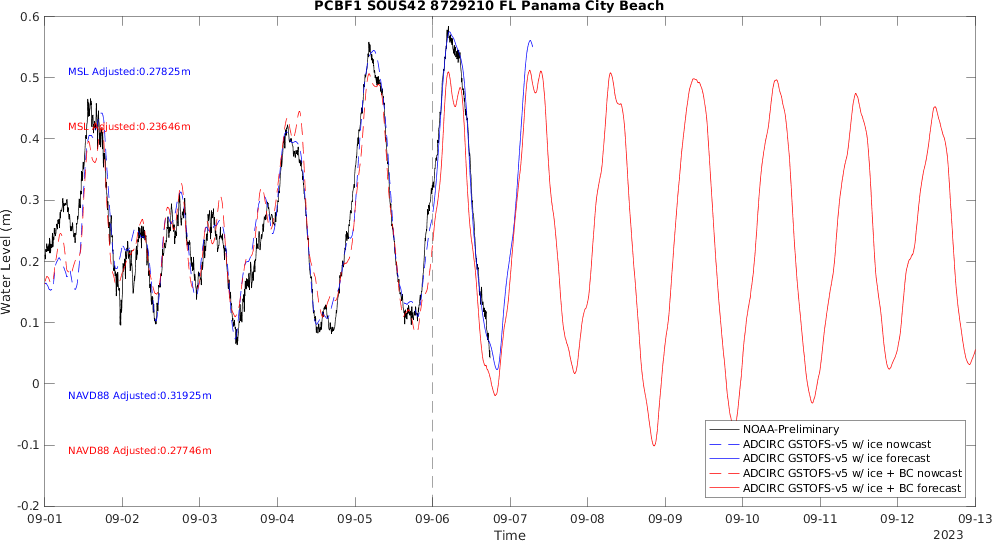 PCBF1 SOUS42 8729210 FL Panama City Beach
Water Level (m)
0.6
0.5
0.4
0.3
0.2
0.1
0
-0.1
-0.2
MSL Adjusted:0.27825m
MSL Adjusted:0.23646m
NAVD88 Adjusted:0.31925m
NAVD88 Adjusted:0.27746m
NOAA-Preliminary
ADCIRC GSTOFS-v5 w/ ice nowcast
ADCIRC GSTOFS-v5 w/ ice forecast
ADCIRC GSTOFS-v5 w/ ice + BC nowcast
ADCIRC GSTOFS-v5 w/ ice + BC forecast
09-01 09-02 09-03 09-04 09-05 09-06 09-07 09-08 09-09 09-10 09-11 09-12 09-13
Time
2023